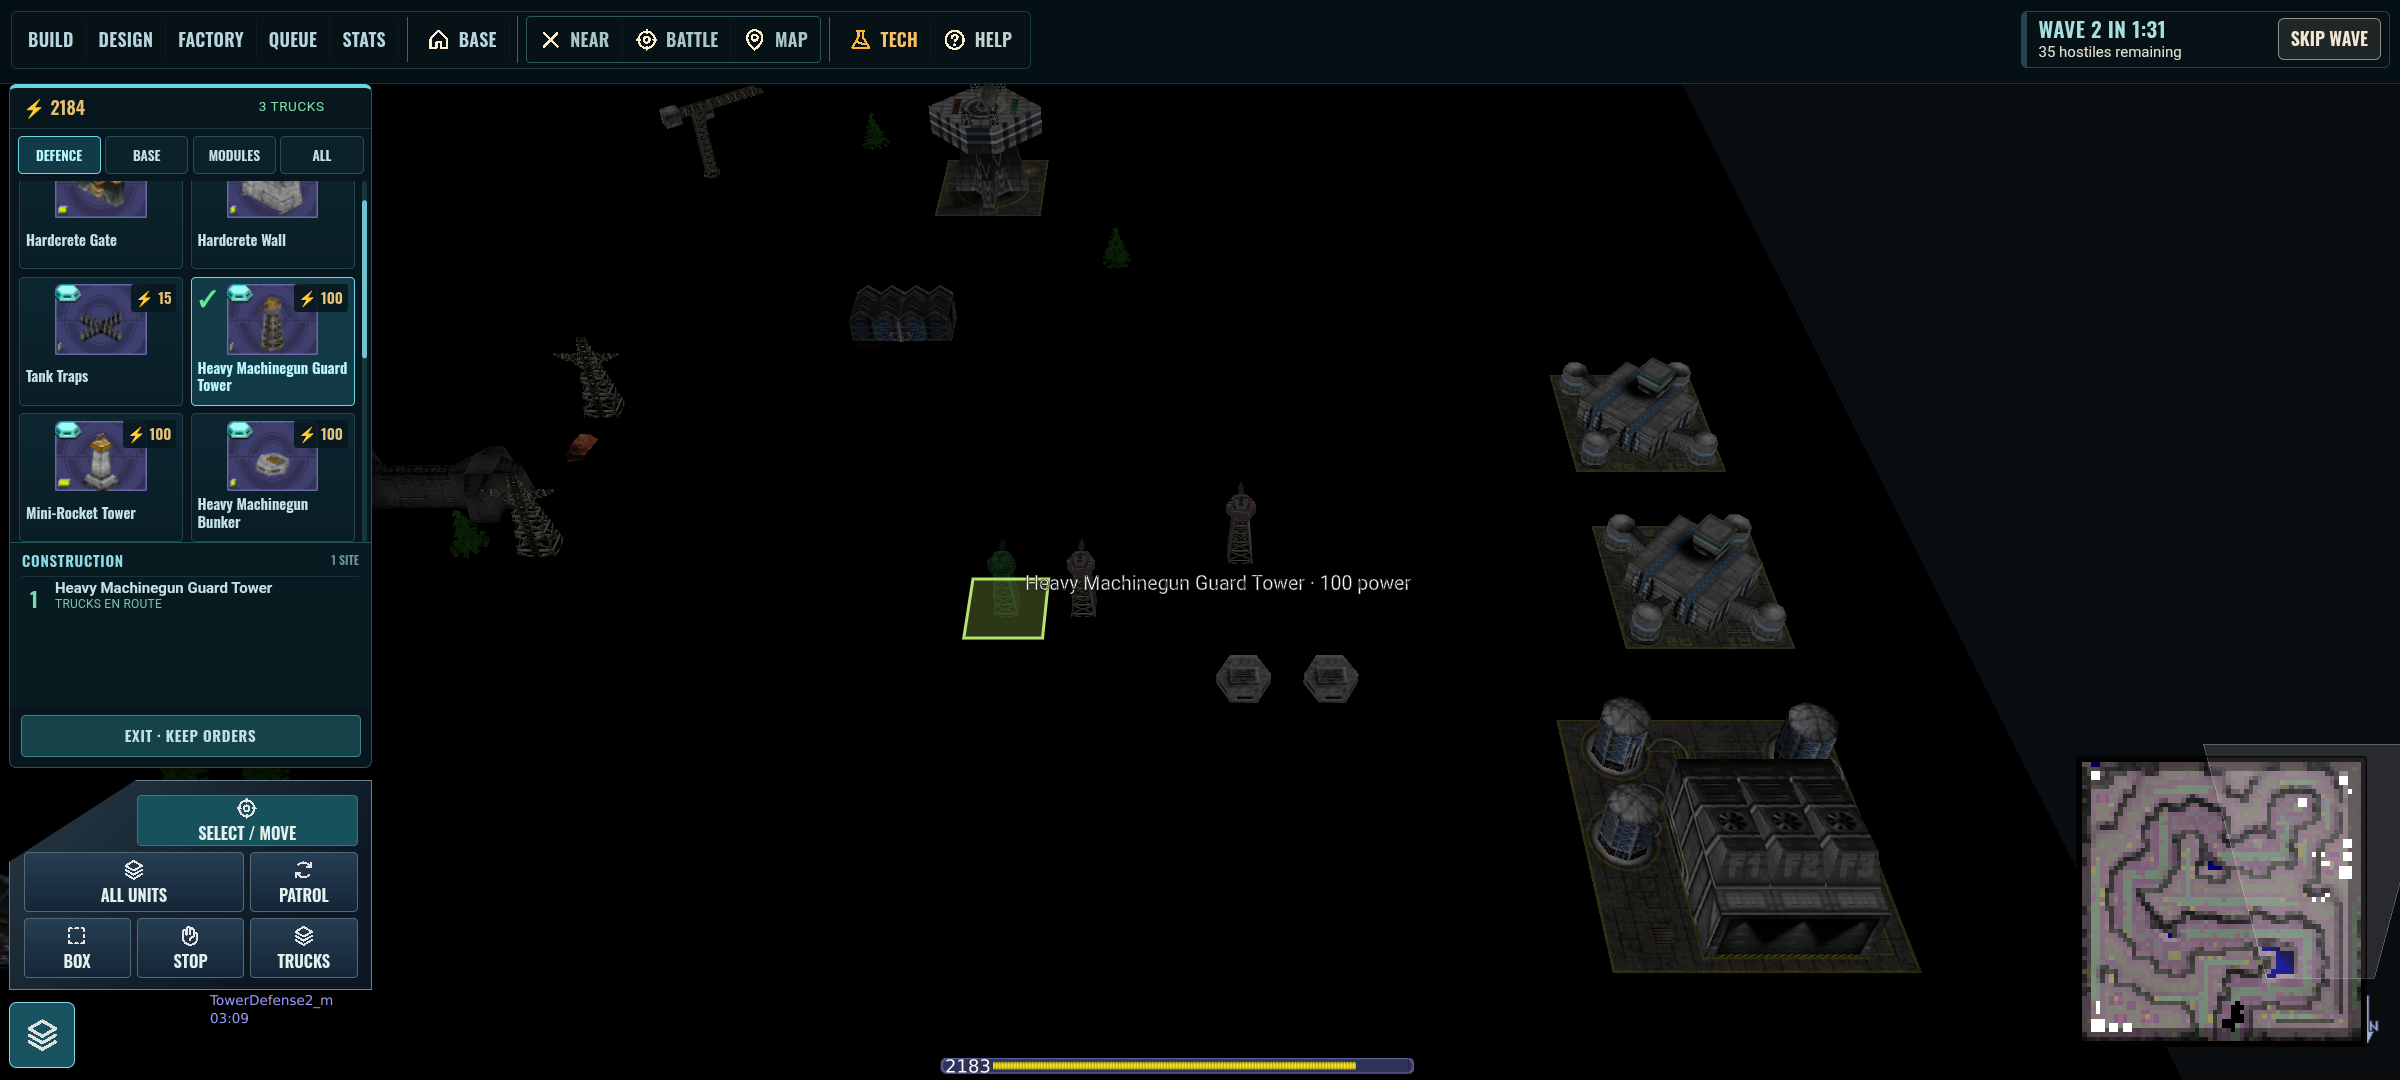 BUILD DESIGN FACTORY QUEUE STATS BASE NEAR BATTLE MAP TECH HELP
WAVE 2 IN 1:31
35 hostiles remaining
SKIP WAVE
2184
3 TRUCKS
DEFENCE BASE MODULES ALL
Hardcrete Gate
Hardcrete Wall
15
Tank Traps
100
Heavy Machinegun Guard
Tower
100
Mini-Rocket Tower
100
Heavy Machinegun
Bunker
CONSTRUCTION
1 SITE
1
Heavy Machinegun Guard Tower
TRUCKS EN ROUTE
EXIT · KEEP ORDERS
SELECT / MOVE
ALL UNITS
PATROL
BOX
STOP
TRUCKS
TowerDefense2_m
03:09
Heavy Machinegun Guard Tower · 100 power
F1 F2 F3
N
2183